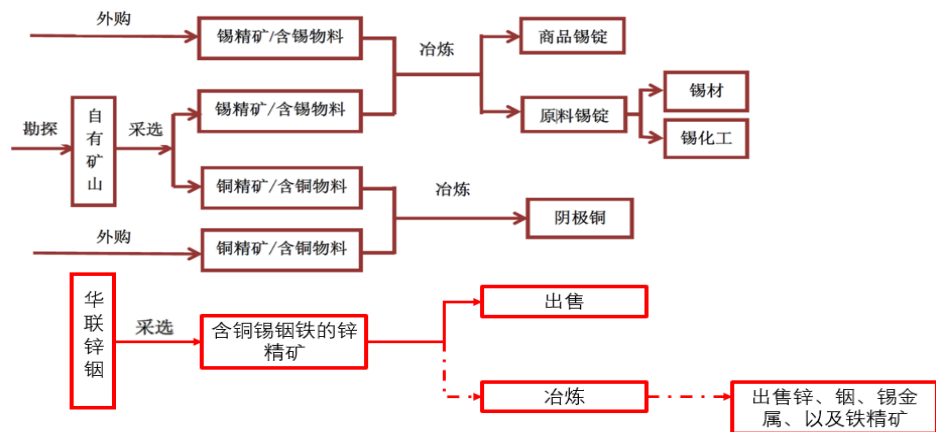 外购
锡精矿/含锡物料
冶炼
商品锡锭
勘探
自有矿山
采选
锡精矿/含锡物料
原料锡锭
锡材
锡化工
铜精矿/含铜物料
冶炼
阴极铜
外购
铜精矿/含铜物料
华联锌铟
采选
含铜锡铟铁的锌
精矿
出售
冶炼
出售锌、铟、锡金
属、以及铁精矿